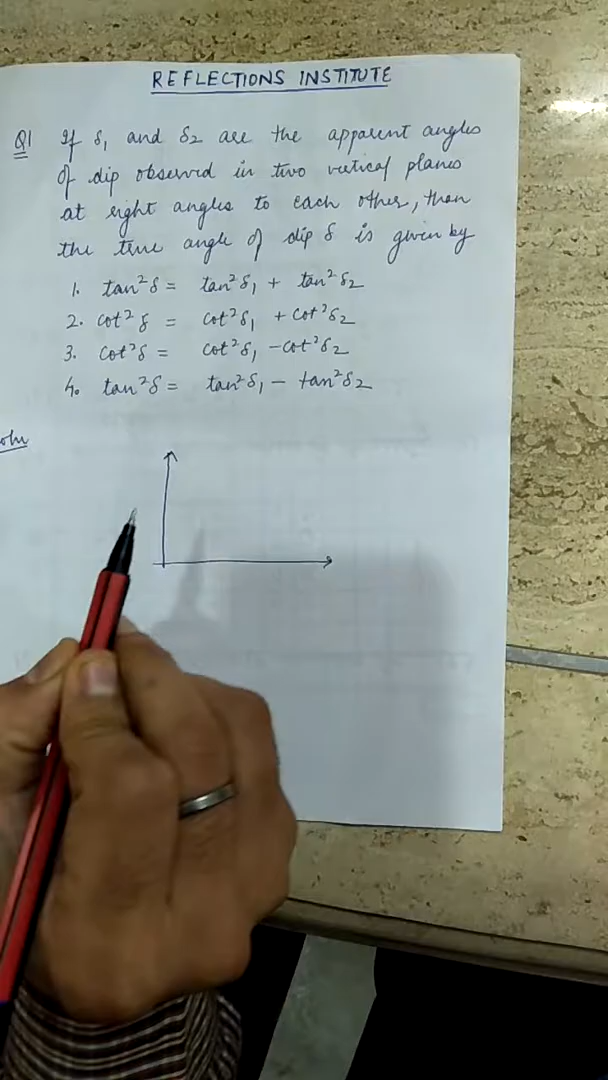 REFLECTIONS INSTITUTE
Q1 If δ₁ and δ₂ are the apparent angles
of dip observed in two vertical planes
at right angles to each other, then
the true angle of dip δ is given by
1. tan²δ = tan²δ₁ + tan²δ₂
2. cot²δ = cot²δ₁ + cot²δ₂
3. cot²δ = cot²δ₁ - cot²δ₂
4. tan²δ = tan²δ₁ - tan²δ₂